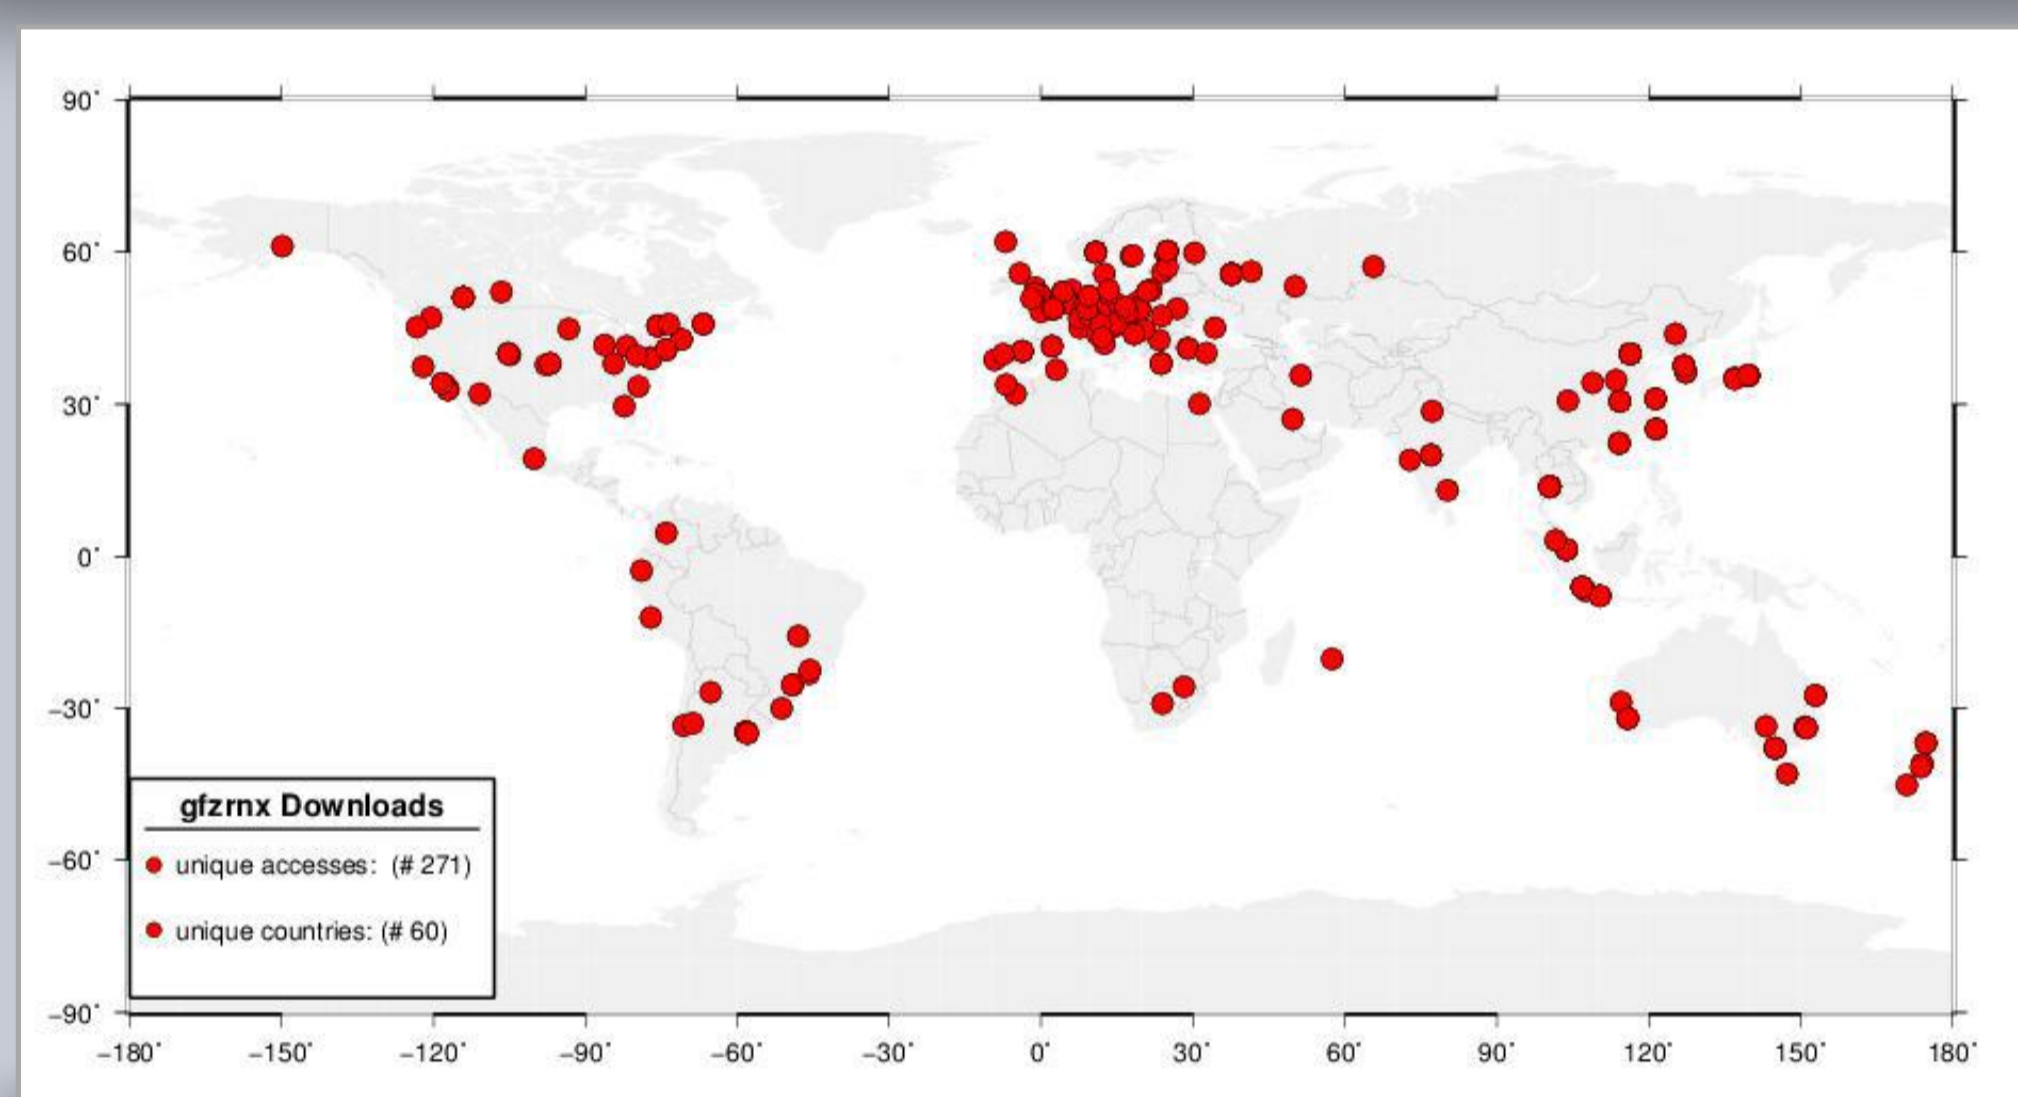 90°
60°
30°
0°
−30°
−60°
−90°
gfzrnx Downloads
unique accesses: (# 271)
unique countries: (# 60)
−180° −150° −120° −90° −60° −30° 0° 30° 60° 90° 120° 150° 180°